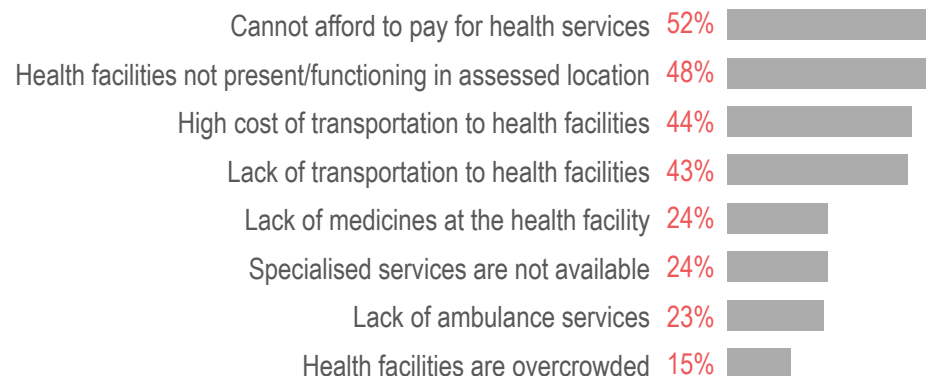 Cannot afford to pay for health services 52%
Health facilities not present/functioning in assessed location 48%
High cost of transportation to health facilities 44%
Lack of transportation to health facilities 43%
Lack of medicines at the health facility 24%
Specialised services are not available 24%
Lack of ambulance services 23%
Health facilities are overcrowded 15%